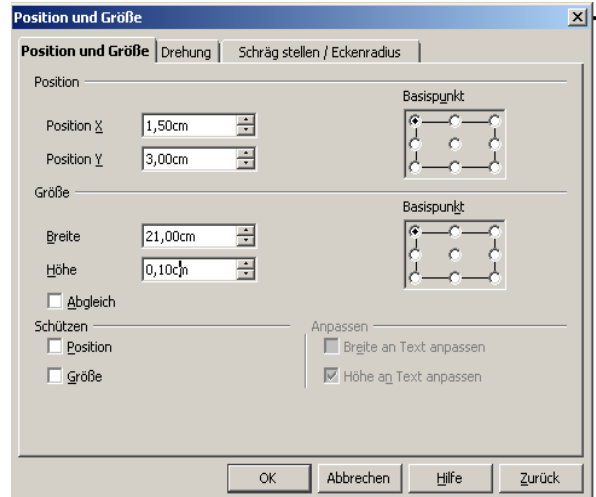 Position und Größe
Position und Größe Drehung Schräg stellen / Eckenradius
Position
Basispunkt
Position X 1,50cm
Position Y 3,00cm
Größe
Basispunkt
Breite 21,00cm
Höhe 0,10cm
Abgleich
Schützen Anpassen
Position Breite an Text anpassen
Größe Höhe an Text anpassen
OK Abbrechen Hilfe Zurück